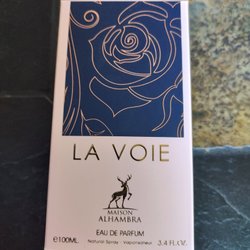 LA VOIE
MAISON
ALHAMBRA
EAU DE PARFUM
℮100ML Natural Spray Vaporisateur 3.4 FL.OZ.